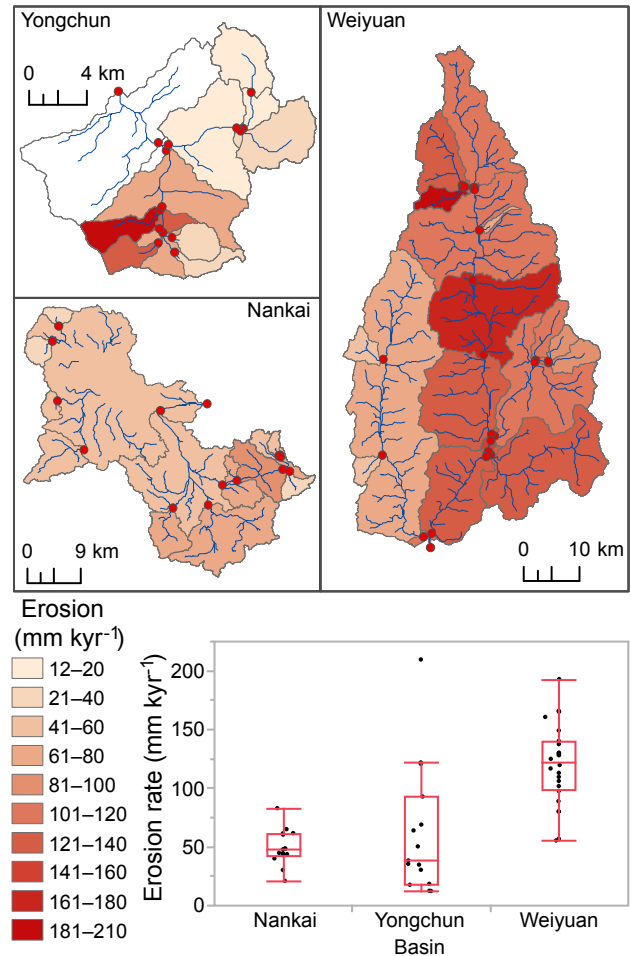 Yongchun
0 4 km
Weiyuan
Nankai
0 9 km
0 10 km
Erosion
(mm kyr-1)
12–20
21–40
41–60
61–80
81–100
101–120
121–140
141–160
161–180
181–210
Erosion rate (mm kyr-1)
200
150
100
50
0
Nankai Yongchun Weiyuan
Basin